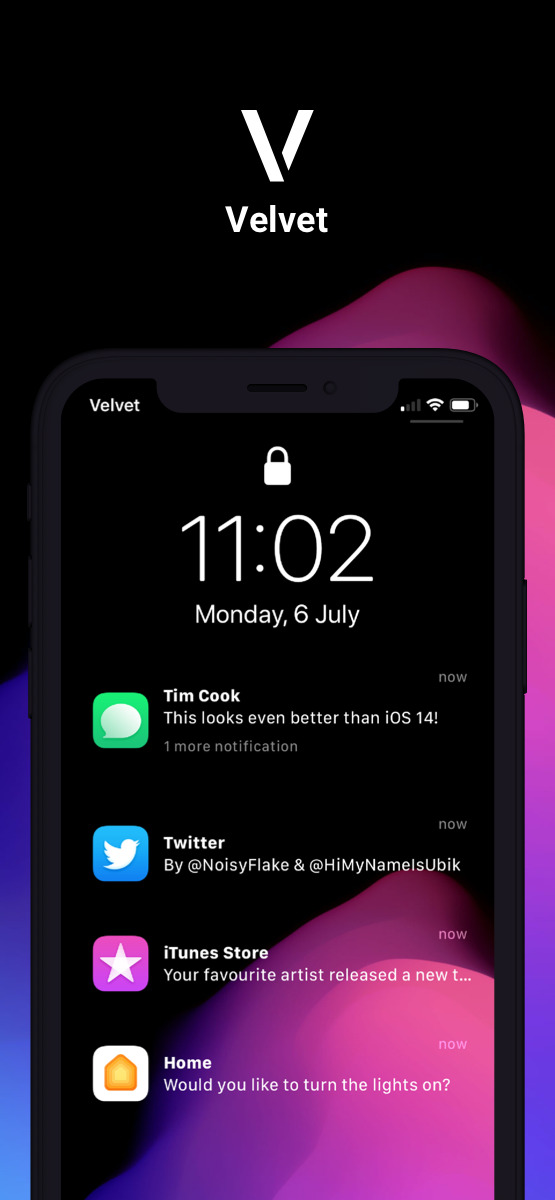 Velvet
Velvet
11:02
Monday, 6 July
now
Tim Cook
This looks even better than iOS 14!
1 more notification
now
Twitter
By @NoisyFlake & @HiMyNameIsUbik
now
iTunes Store
Your favourite artist released a new t...
now
Home
Would you like to turn the lights on?